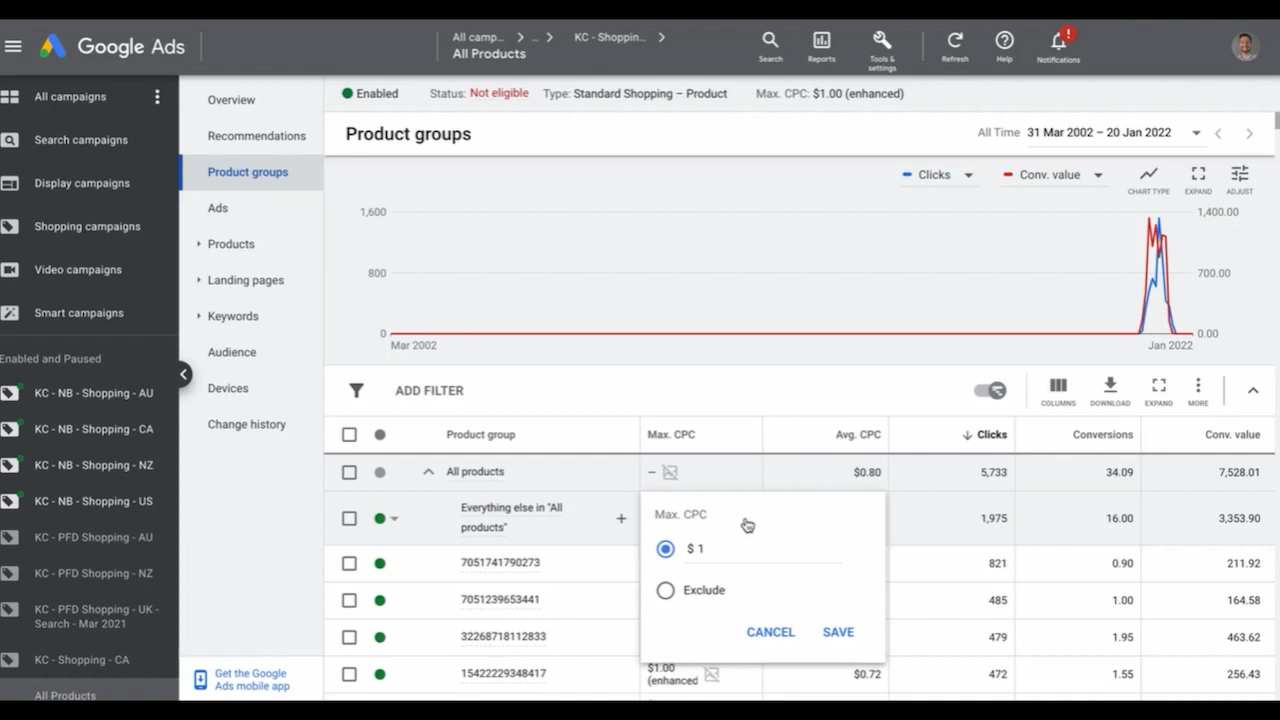 Google Ads
All camp... > ... > KC - Shoppin... >
All Products
Search
Reports
Tools & settings
Refresh
Help
!
Notifications
All campaigns
Search campaigns
Display campaigns
Shopping campaigns
Video campaigns
Smart campaigns
Enabled and Paused
KC - NB - Shopping - AU
KC - NB - Shopping - CA
KC - NB - Shopping - NZ
KC - NB - Shopping - US
KC - PFD Shopping - AU
KC - PFD Shopping - NZ
KC - PFD Shopping - UK -
Search - Mar 2021
KC - Shopping - CA
All Products
Overview
Recommendations
Product groups
Ads
Products
Landing pages
Keywords
Audience
Devices
Change history
Get the Google
Ads mobile app
Enabled Status: Not eligible Type: Standard Shopping – Product Max. CPC: $1.00 (enhanced)
Product groups
All Time 31 Mar 2002 – 20 Jan 2022
Clicks
Conv. value
CHART TYPE
EXPAND
ADJUST
1,600 1,400.00
800 700.00
0 0.00
Mar 2002 Jan 2022
ADD FILTER
COLUMNS
DOWNLOAD
EXPAND
MORE
Product group Max. CPC Avg. CPC Clicks Conversions Conv. value
All products – $0.80 5,733 34.09 7,528.01
Everything else in "All
products" + 1,975 16.00 3,353.90
7051741790273 821 0.90 211.92
7051239653441 485 1.00 164.58
32268718112833 479 1.95 463.62
15422229348417 $1.00
(enhanced $0.72 472 1.55 256.43
Max. CPC
$ 1
Exclude
CANCEL SAVE